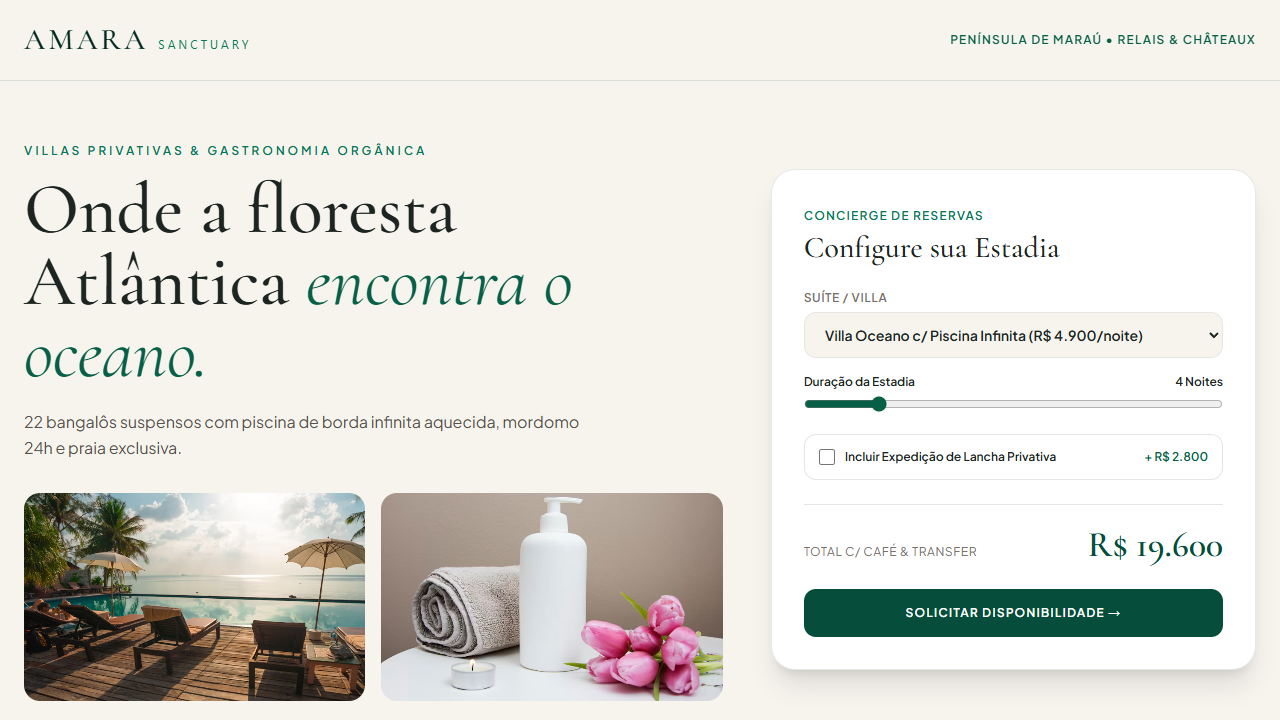 AMARA SANCTUARY
PENÍNSULA DE MARAÚ • RELAIS & CHÂTEAUX
VILLAS PRIVATIVAS & GASTRONOMIA ORGÂNICA
Onde a floresta
Atlântica encontra o
oceano.
22 bangalôs suspensos com piscina de borda infinita aquecida, mordomo
24h e praia exclusiva.
CONCIERGE DE RESERVAS
Configure sua Estadia
SUÍTE / VILLA
Villa Oceano c/ Piscina Infinita (R$ 4.900/noite)
Duração da Estadia 4 Noites
Incluir Expedição de Lancha Privativa + R$ 2.800
TOTAL C/ CAFÉ & TRANSFER R$ 19.600
SOLICITAR DISPONIBILIDADE →